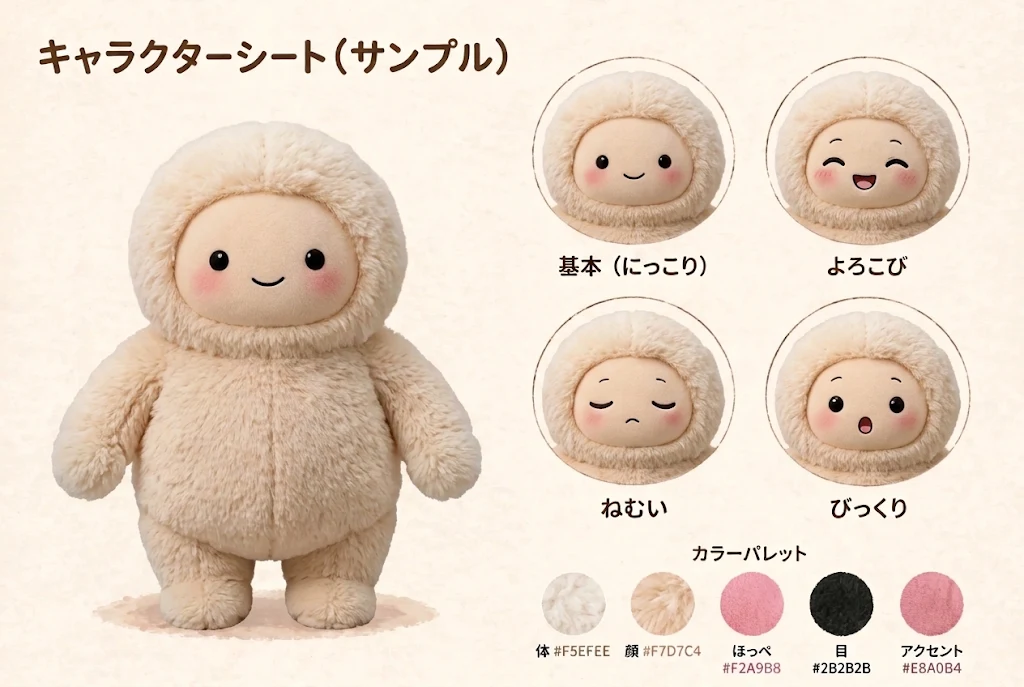 キャラクターシート（サンプル）
基本（にっこり）
よろこび
ねむい
びっくり
カラーパレット
体 #F5EFEE
顔 #F7D7C4
ほっぺ
#F2A9B8
目
#2B2B2B
アクセント
#E8A0B4